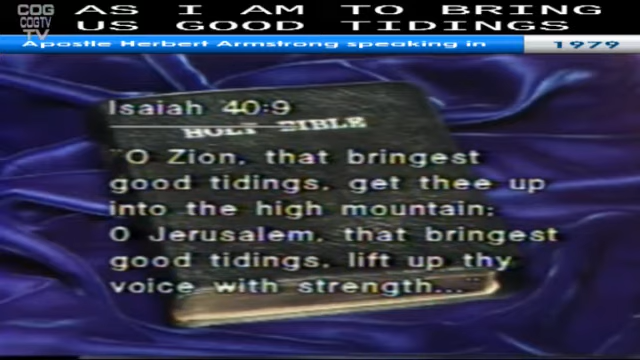 COG
COGTV
TV
AS I AM TO BRING
US GOOD TIDINGS
Apostle Herbert Armstrong speaking in
1979
Isaiah 40:9
HOLY BIBLE
"O Zion, that bringest
good tidings, get thee up
into the high mountain;
O Jerusalem, that bringest
good tidings, lift up thy
voice with strength..."